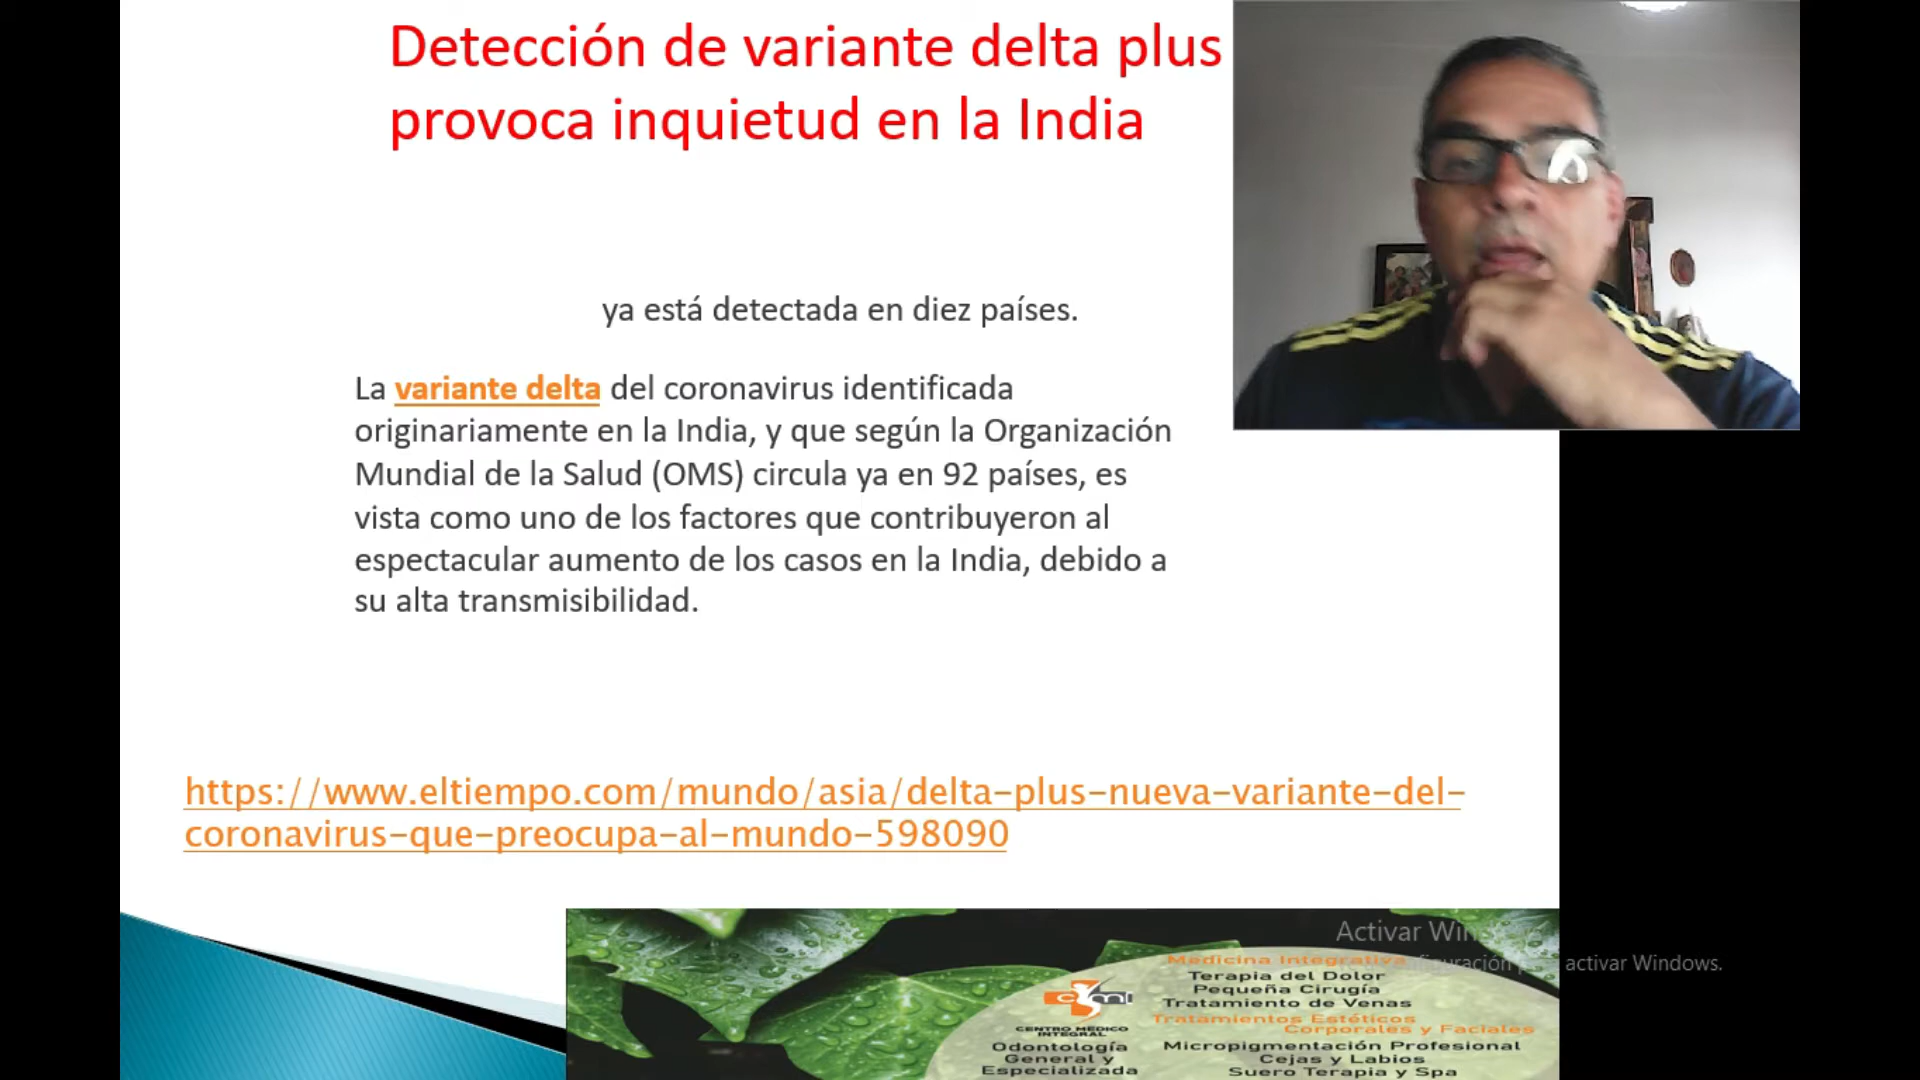 Detección de variante delta plus
provoca inquietud en la India
ya está detectada en diez países.
La variante delta del coronavirus identificada
originariamente en la India, y que según la Organización
Mundial de la Salud (OMS) circula ya en 92 países, es
vista como uno de los factores que contribuyeron al
espectacular aumento de los casos en la India, debido a
su alta transmisibilidad.
https://www.eltiempo.com/mundo/asia/delta-plus-nueva-variante-del-
coronavirus-que-preocupa-al-mundo-598090
Activar Win
activar Windows.
Medicina Integrativa
Terapia del Dolor
Pequeña Cirugía
Tratamiento de Venas
Tratamientos Estéticos
Corporales y Faciales
Micropigmentación Profesional
Cejas y Labios
Suero Terapia y Spa
cmi
CENTRO MÉDICO
INTEGRAL
Odontología
General y
Especializada